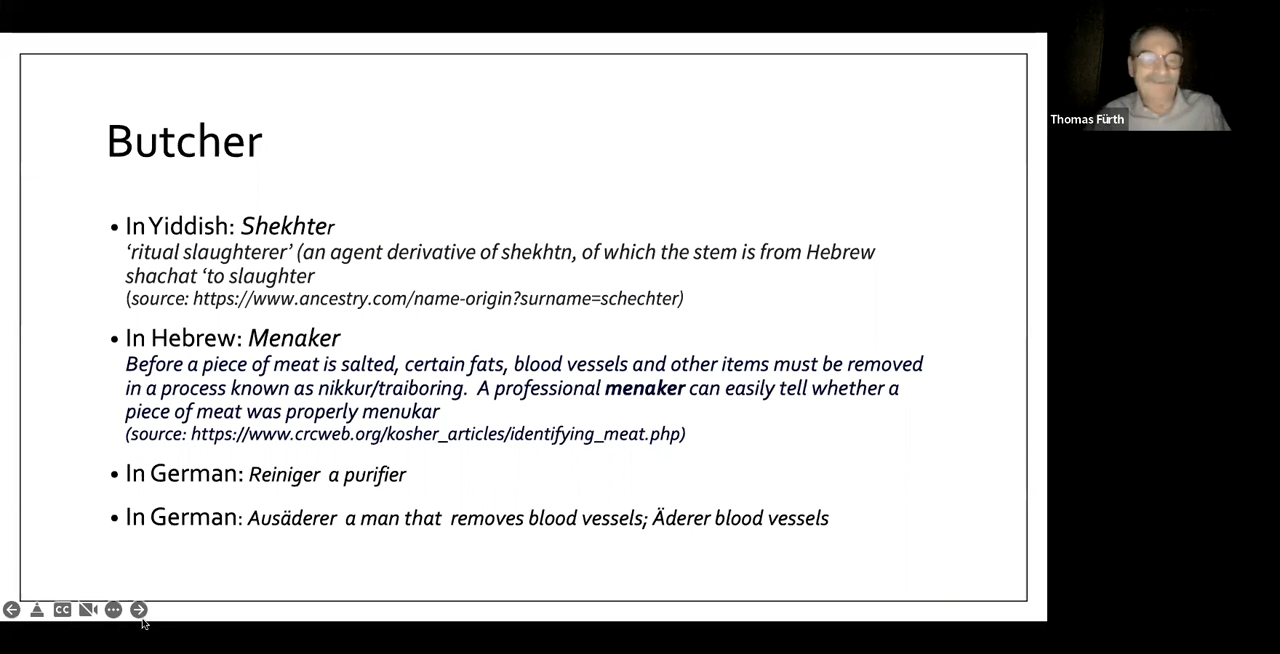 Butcher
• In Yiddish: Shekhter
‘ritual slaughterer’ (an agent derivative of shekhtn, of which the stem is from Hebrew
shachat ‘to slaughter
(source: https://www.ancestry.com/name-origin?surname=schechter)
• In Hebrew: Menaker
Before a piece of meat is salted, certain fats, blood vessels and other items must be removed
in a process known as nikkur/traiboring.  A professional menaker can easily tell whether a
piece of meat was properly menukar
(source: https://www.crcweb.org/kosher_articles/identifying_meat.php)
• In German: Reiniger  a purifier
• In German: Ausäderer  a man that  removes blood vessels; Äderer blood vessels
CC
Thomas Fürth